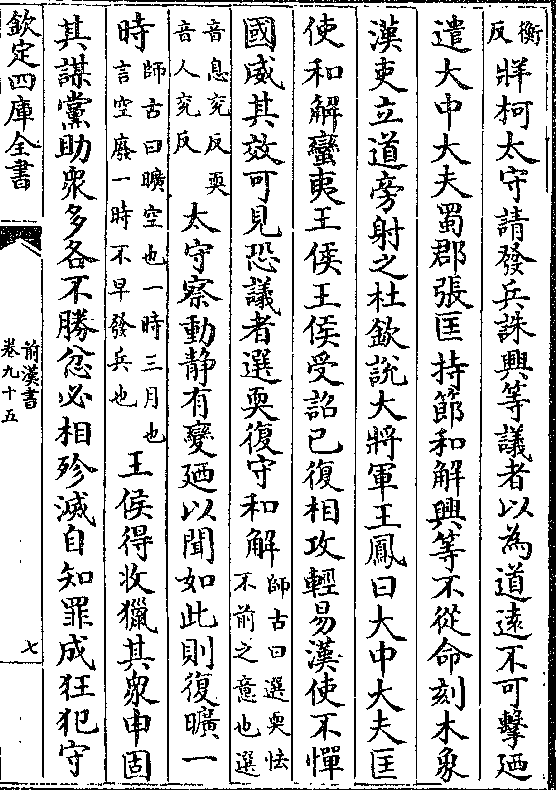 衡反牂柯太守請發兵誅興等議者以為道逺不可擊廼
遣大中大夫蜀郡張匡持節和解興等不從命刻木象
漢吏立道旁射之杜欽説大將軍王鳳曰大中大夫匡
使和解蠻夷王侯王侯受詔已復相攻輕易漢使不憚
國威其效可見恐議者選耎復守和解師古曰選耎怯不前之意也選
音息兖反耎音人兖反太守察動静有變廼以聞如此則復曠一
時師古曰曠空也一時三月也言空廢一時不早發兵也王侯得收獵其衆申固
其謀黨助衆多各不勝忿必相殄滅自知罪成狂犯守
欽定四庫全書
前漢書
卷九十五
七